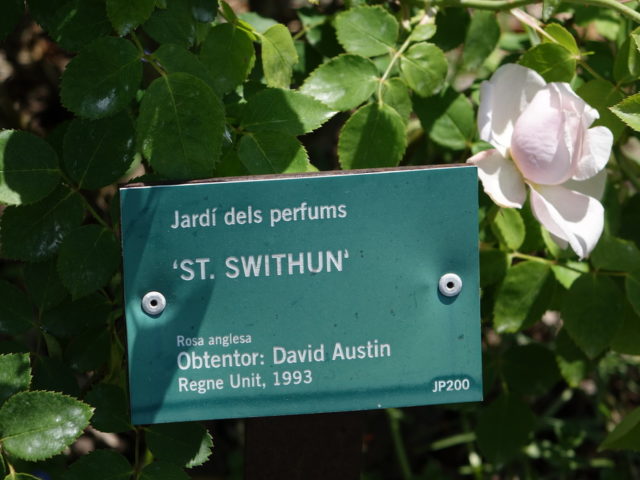 Jardí dels perfums
'ST. SWITHUN'
Rosa anglesa
Obtentor: David Austin
Regne Unit, 1993
JP200